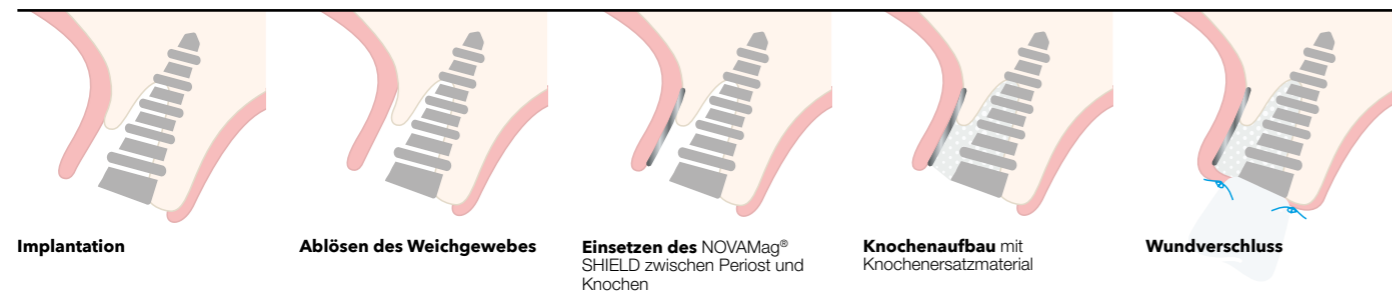 Implantation
Ablösen des Weichgewebes
Einsetzen des NOVAMag®
SHIELD zwischen Periost und
Knochen
Knochenaufbau mit
Knochenersatzmaterial
Wundverschluss